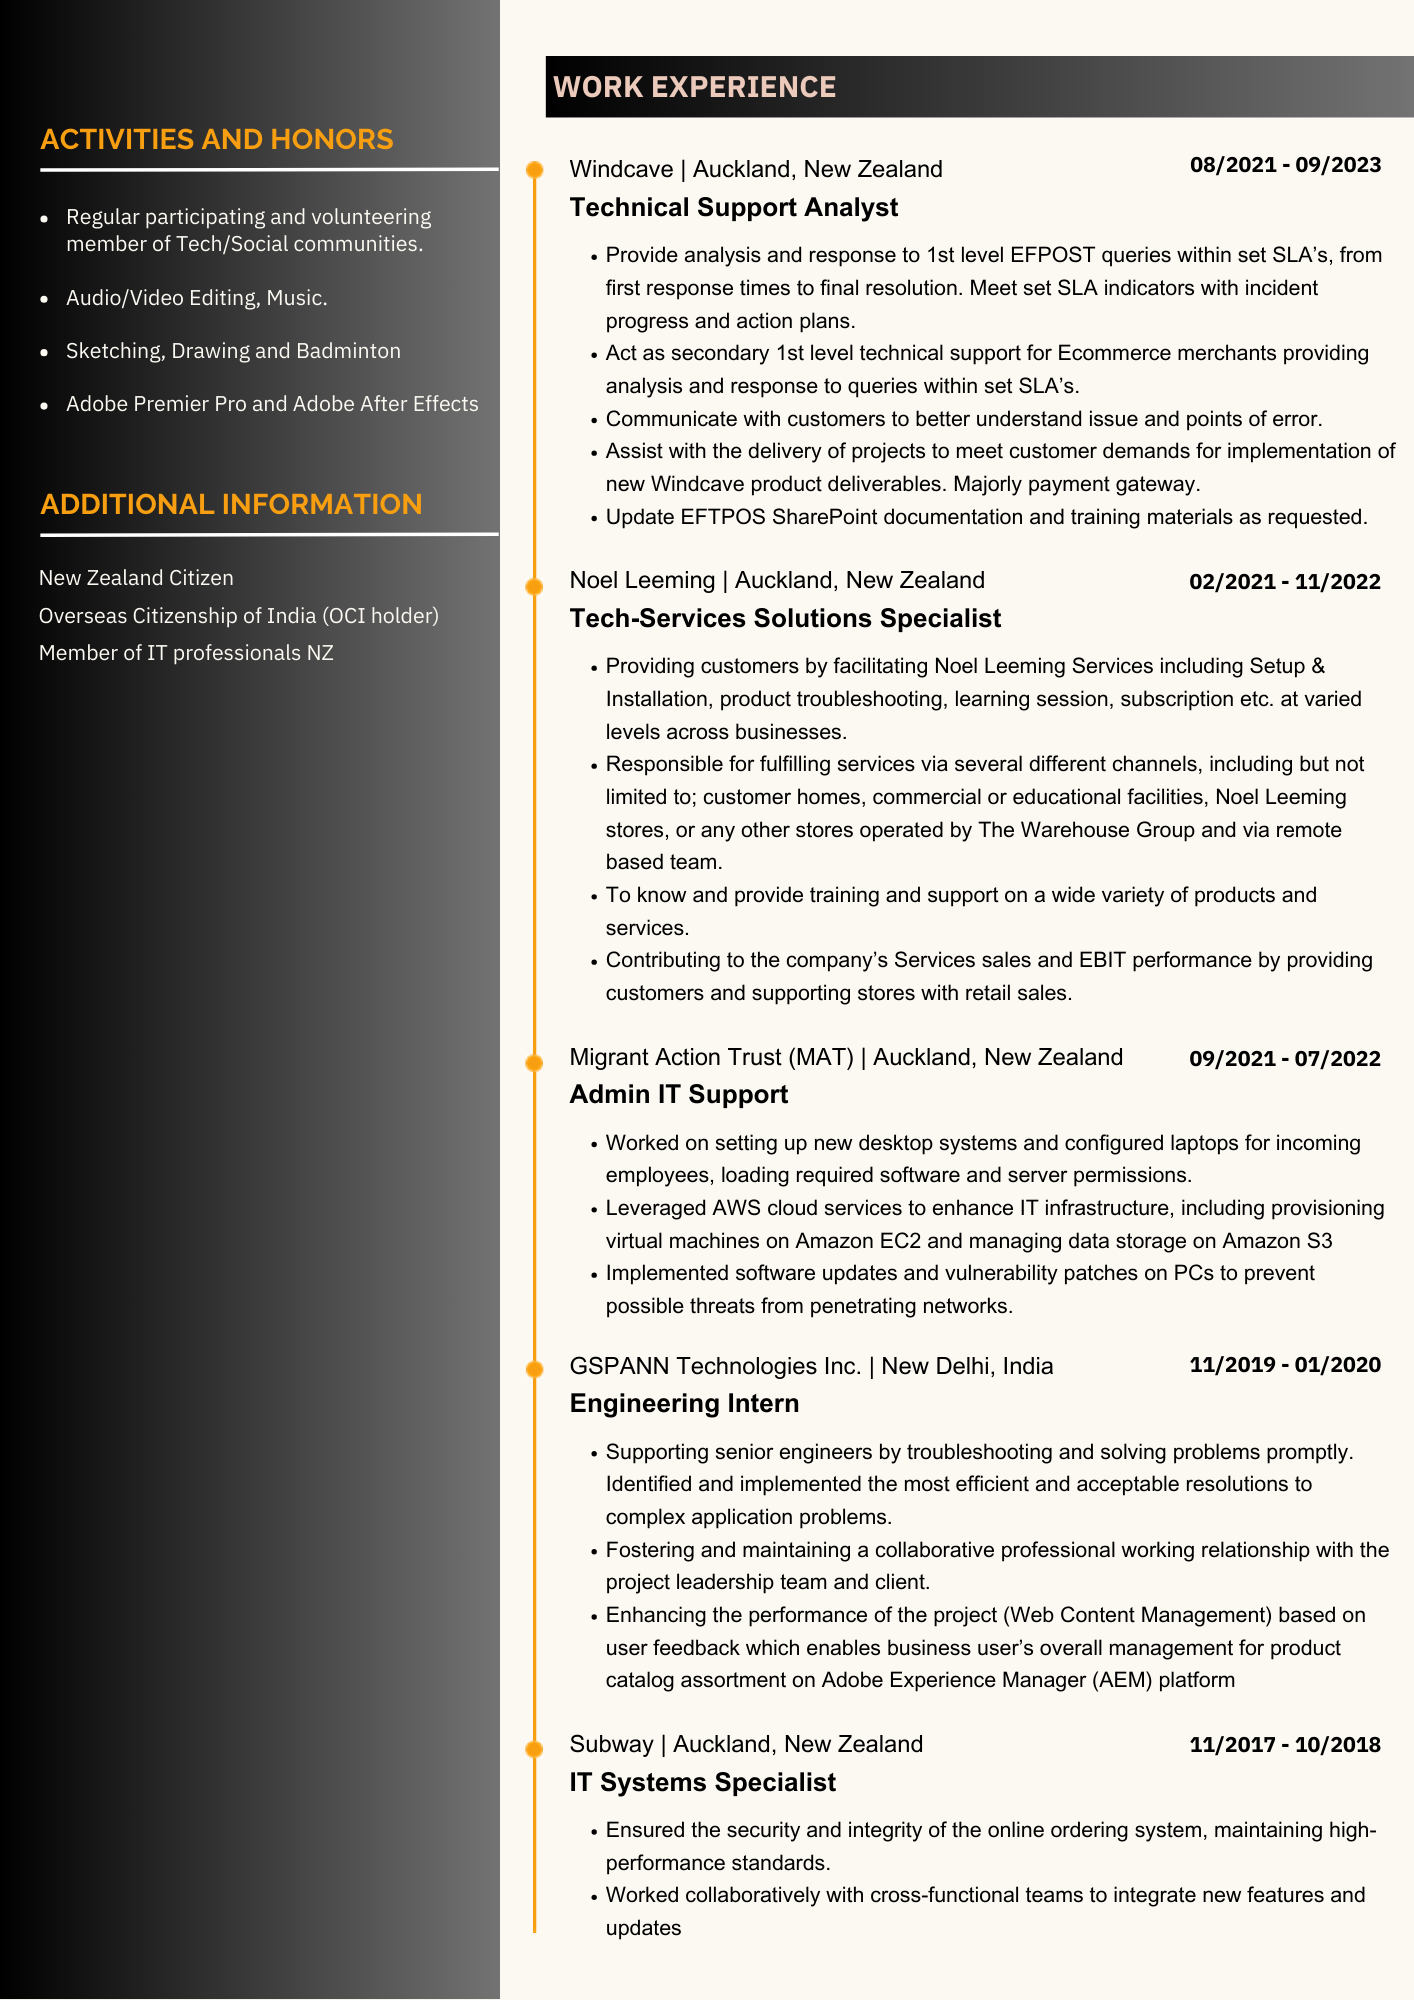 ACTIVITIES AND HONORS
• Regular participating and volunteering
member of Tech/Social communities.
• Audio/Video Editing, Music.
• Sketching, Drawing and Badminton
• Adobe Premier Pro and Adobe After Effects
ADDITIONAL INFORMATION
New Zealand Citizen
Overseas Citizenship of India (OCI holder)
Member of IT professionals NZ
WORK EXPERIENCE
Windcave | Auckland, New Zealand 08/2021 - 09/2023
Technical Support Analyst
• Provide analysis and response to 1st level EFPOST queries within set SLA’s, from
first response times to final resolution. Meet set SLA indicators with incident
progress and action plans.
• Act as secondary 1st level technical support for Ecommerce merchants providing
analysis and response to queries within set SLA’s.
• Communicate with customers to better understand issue and points of error.
• Assist with the delivery of projects to meet customer demands for implementation of
new Windcave product deliverables. Majorly payment gateway.
• Update EFTPOS SharePoint documentation and training materials as requested.
Noel Leeming | Auckland, New Zealand 02/2021 - 11/2022
Tech-Services Solutions Specialist
• Providing customers by facilitating Noel Leeming Services including Setup &
Installation, product troubleshooting, learning session, subscription etc. at varied
levels across businesses.
• Responsible for fulfilling services via several different channels, including but not
limited to; customer homes, commercial or educational facilities, Noel Leeming
stores, or any other stores operated by The Warehouse Group and via remote
based team.
• To know and provide training and support on a wide variety of products and
services.
• Contributing to the company’s Services sales and EBIT performance by providing
customers and supporting stores with retail sales.
Migrant Action Trust (MAT) | Auckland, New Zealand 09/2021 - 07/2022
Admin IT Support
• Worked on setting up new desktop systems and configured laptops for incoming
employees, loading required software and server permissions.
• Leveraged AWS cloud services to enhance IT infrastructure, including provisioning
virtual machines on Amazon EC2 and managing data storage on Amazon S3
• Implemented software updates and vulnerability patches on PCs to prevent
possible threats from penetrating networks.
GSPANN Technologies Inc. | New Delhi, India 11/2019 - 01/2020
Engineering Intern
• Supporting senior engineers by troubleshooting and solving problems promptly.
Identified and implemented the most efficient and acceptable resolutions to
complex application problems.
• Fostering and maintaining a collaborative professional working relationship with the
project leadership team and client.
• Enhancing the performance of the project (Web Content Management) based on
user feedback which enables business user’s overall management for product
catalog assortment on Adobe Experience Manager (AEM) platform
Subway | Auckland, New Zealand 11/2017 - 10/2018
IT Systems Specialist
• Ensured the security and integrity of the online ordering system, maintaining high-
performance standards.
• Worked collaboratively with cross-functional teams to integrate new features and
updates